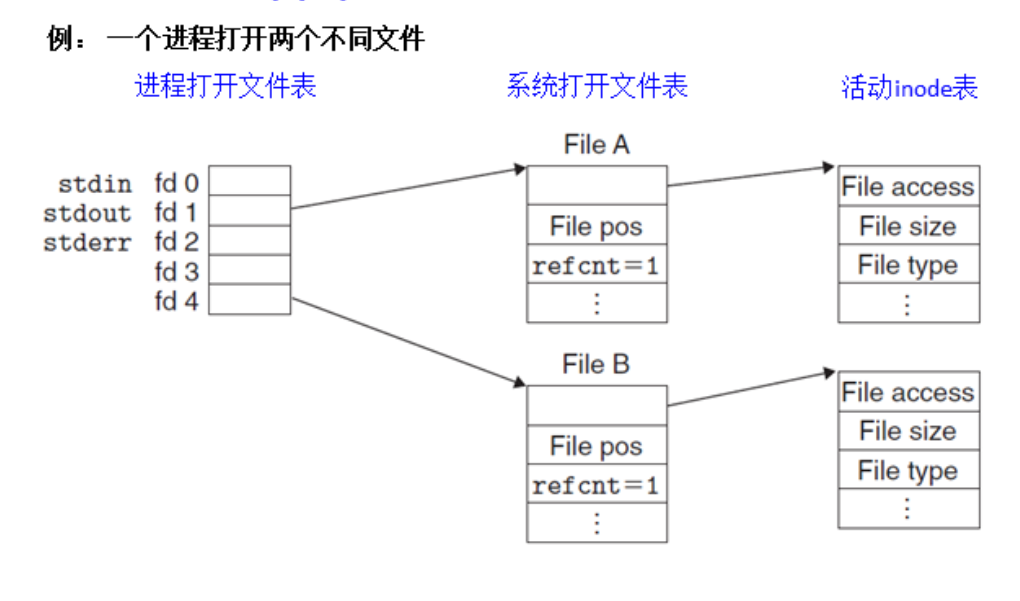 例： 一个进程打开两个不同文件
进程打开文件表 系统打开文件表 活动inode表
File A
stdin fd 0
stdout fd 1
stderr fd 2
fd 3
fd 4
File pos
refcnt=1
⋮
File access
File size
File type
⋮
File B
File pos
refcnt=1
⋮
File access
File size
File type
⋮